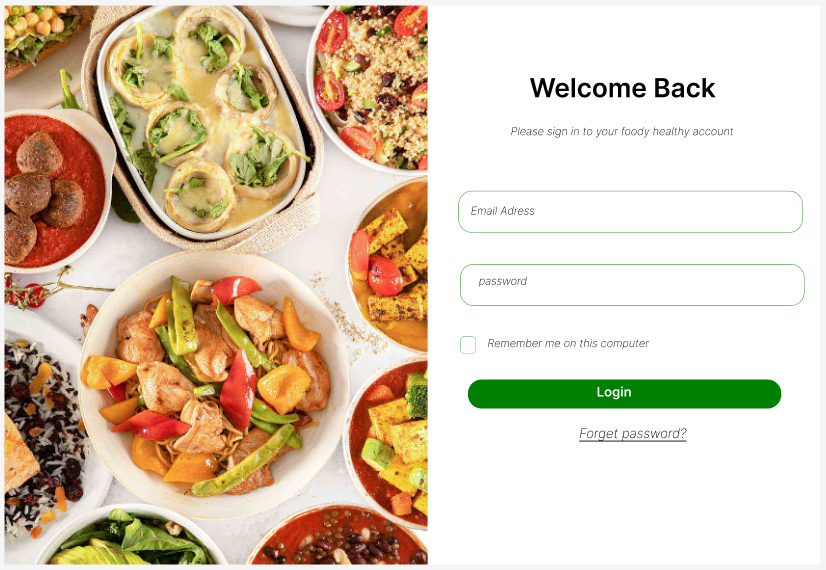 Welcome Back
Please sign in to your foody healthy account
Email Adress
password
Remember me on this computer
Login
Forget password?